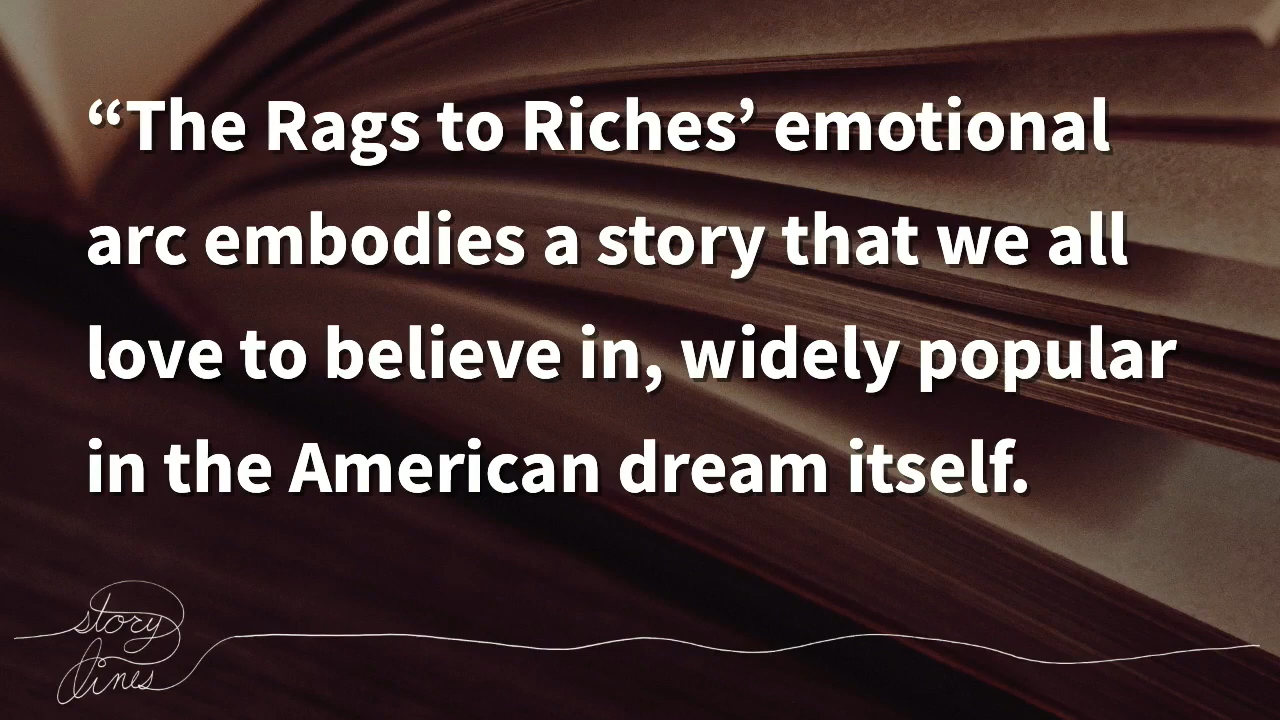 “The Rags to Riches’ emotional
arc embodies a story that we all
love to believe in, widely popular
in the American dream itself.
story
lines